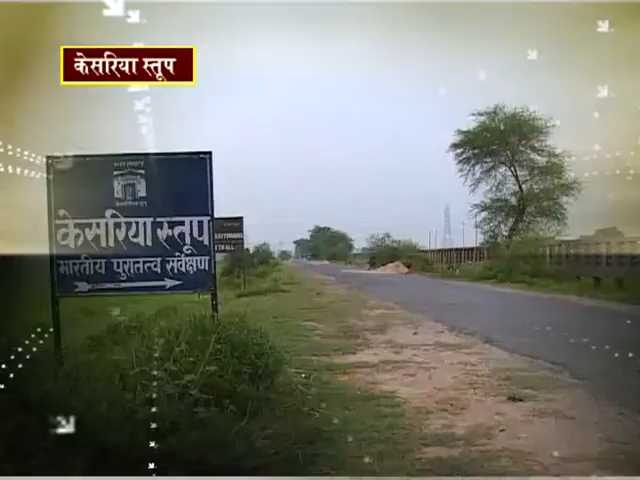 केसरिया स्तूप
केसरिया स्तूप
भारतीय पुरातत्व सर्वेक्षण